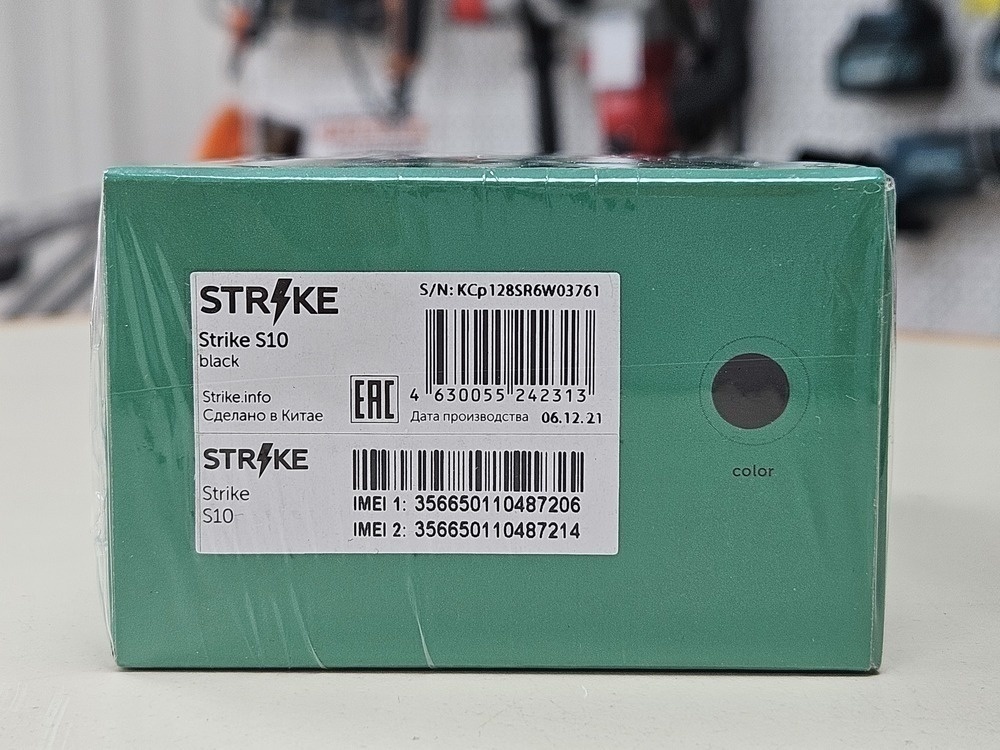 STRIKE
S/N: KCp128SR6W03761
Strike S10
black
Strike.info
Сделано в Китае
EAC
4 630055 242313
Дата производства 06.12.21
STRIKE
Strike
S10
IMEI 1: 356650110487206
IMEI 2: 356650110487214
color